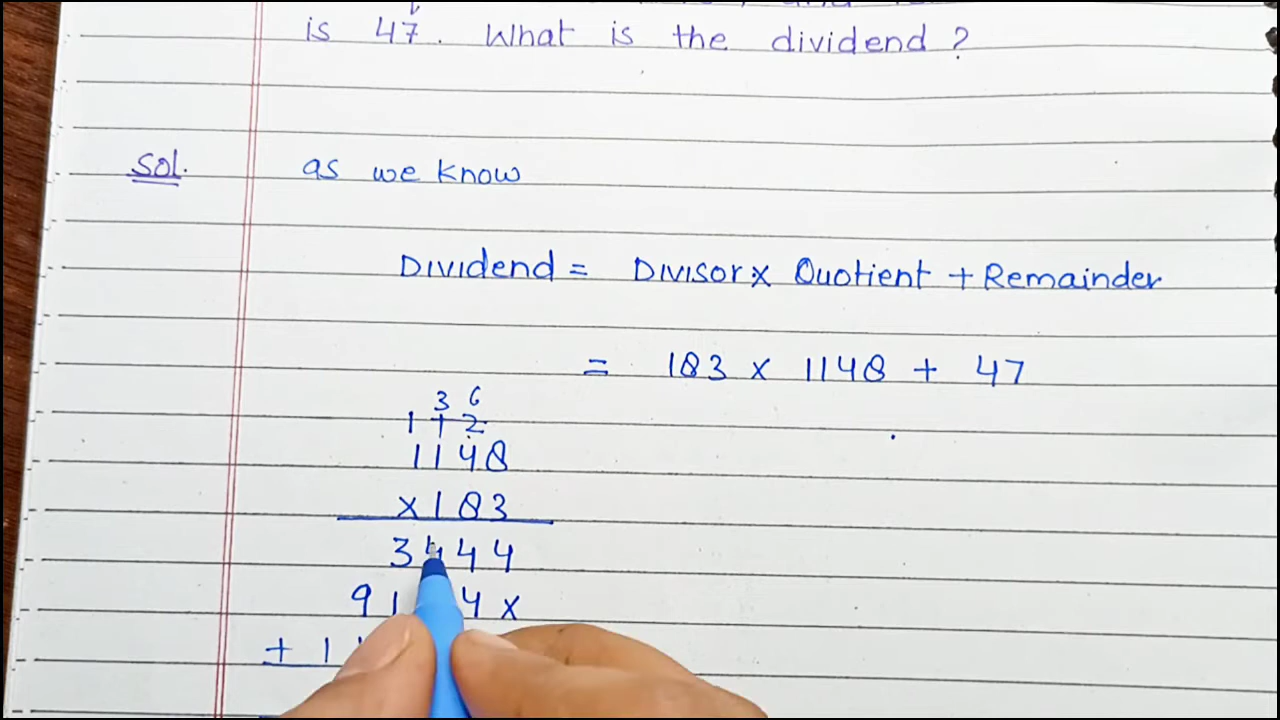 is 47. What is the dividend?
Sol. as we know
Dividend = Divisor x Quotient + Remainder
= 183 x 1148 + 47
3 6
1 1 2
1148
x183
3444
91 4x
+ 1